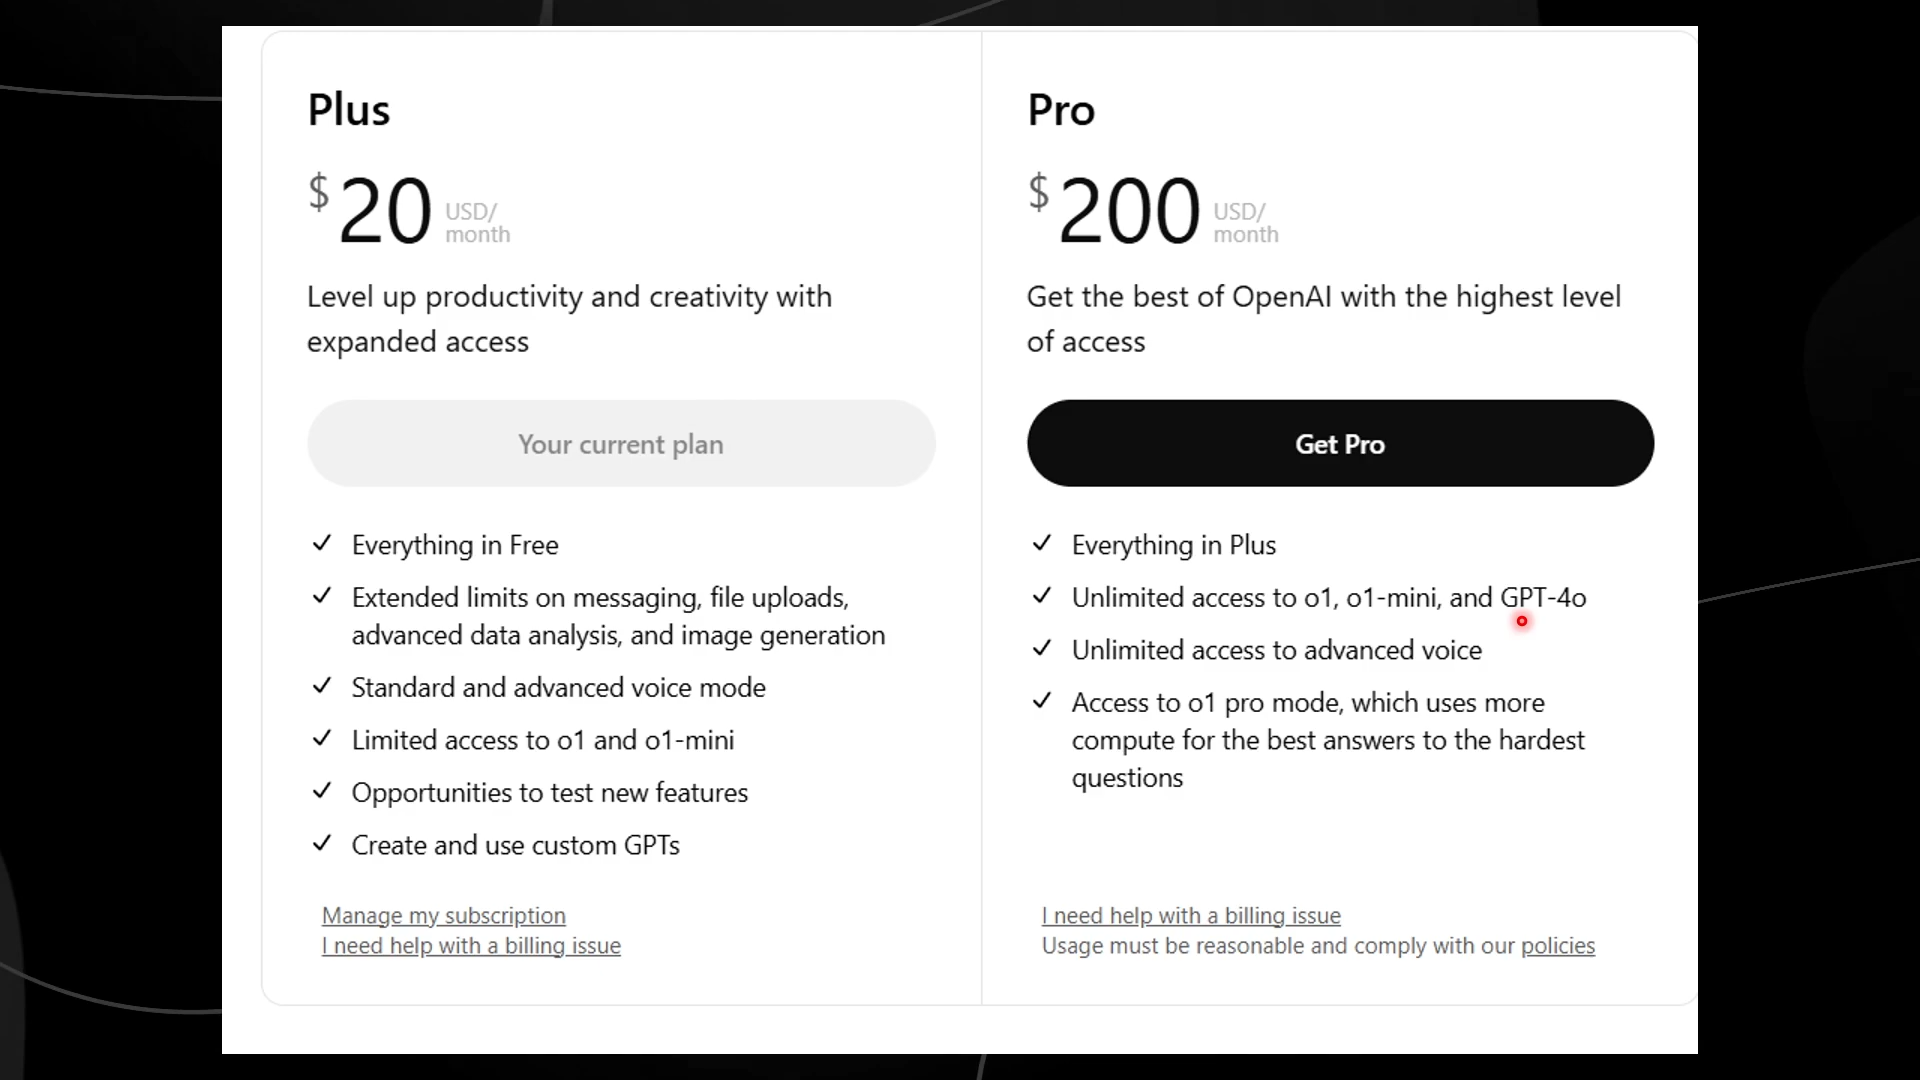 Plus
$20 USD/
month
Level up productivity and creativity with
expanded access
Your current plan
Everything in Free
Extended limits on messaging, file uploads,
advanced data analysis, and image generation
Standard and advanced voice mode
Limited access to o1 and o1-mini
Opportunities to test new features
Create and use custom GPTs
Manage my subscription
I need help with a billing issue
Pro
$200 USD/
month
Get the best of OpenAI with the highest level
of access
Get Pro
Everything in Plus
Unlimited access to o1, o1-mini, and GPT-4o
Unlimited access to advanced voice
Access to o1 pro mode, which uses more
compute for the best answers to the hardest
questions
I need help with a billing issue
Usage must be reasonable and comply with our policies